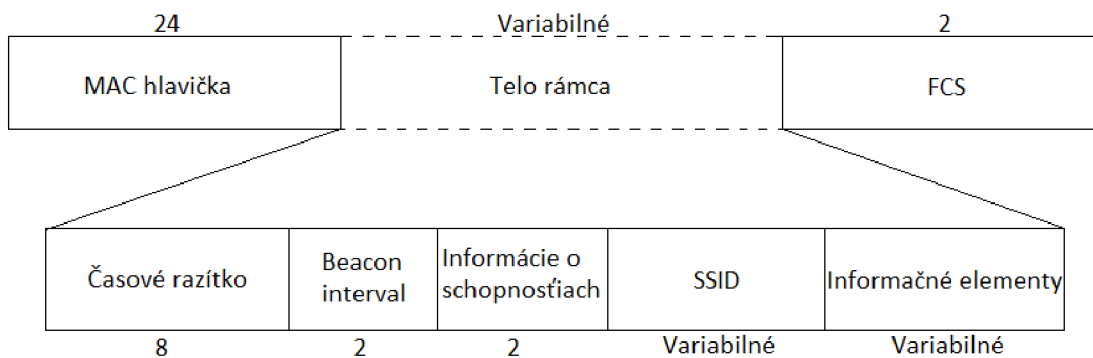 24 Variabilné 2
MAC hlavička Telo rámca FCS
Časové razítko
Beacon
interval
Informácie o
schopnosťiach
SSID
Informačné elementy
8 2 2 Variabilné Variabilné